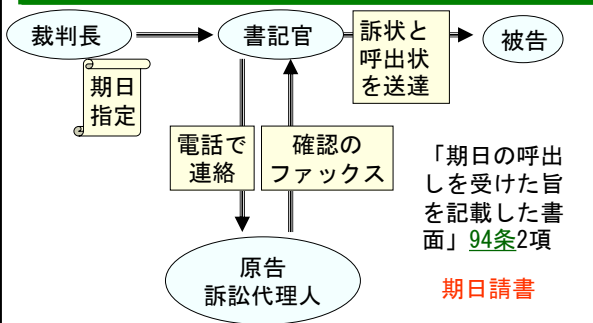 裁判長
書記官
訴状と
呼出状
を送達
被告
期日
指定
電話で
連絡
確認の
ファックス
「期日の呼出
しを受けた旨
を記載した書
面」94条2項
原告
訴訟代理人
期日請書